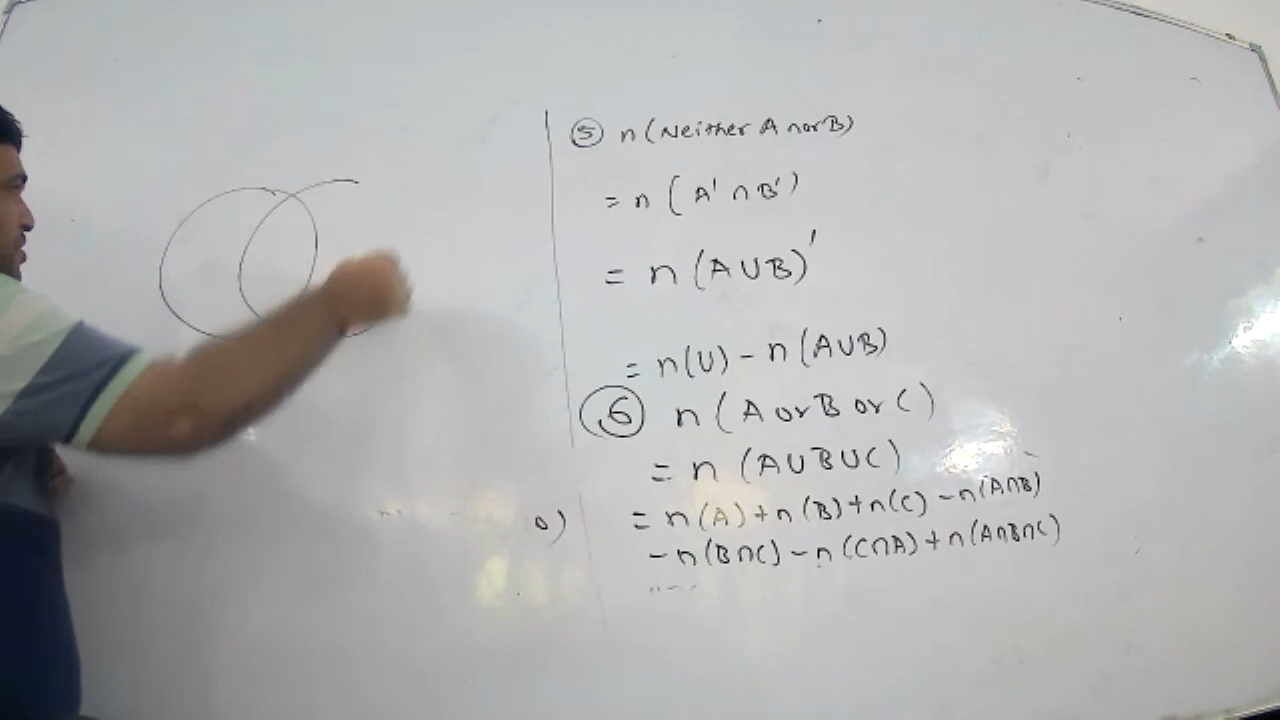 ⑤ n(Neither A nor B)
= n(A' ∩ B')
= n(A∪B)'
= n(U) - n(A∪B)
⑥ n(A or B or C)
= n(A∪B∪C)
= n(A)+n(B)+n(C) - n(A∩B)
- n(B∩C) - n(C∩A) + n(A∩B∩C)